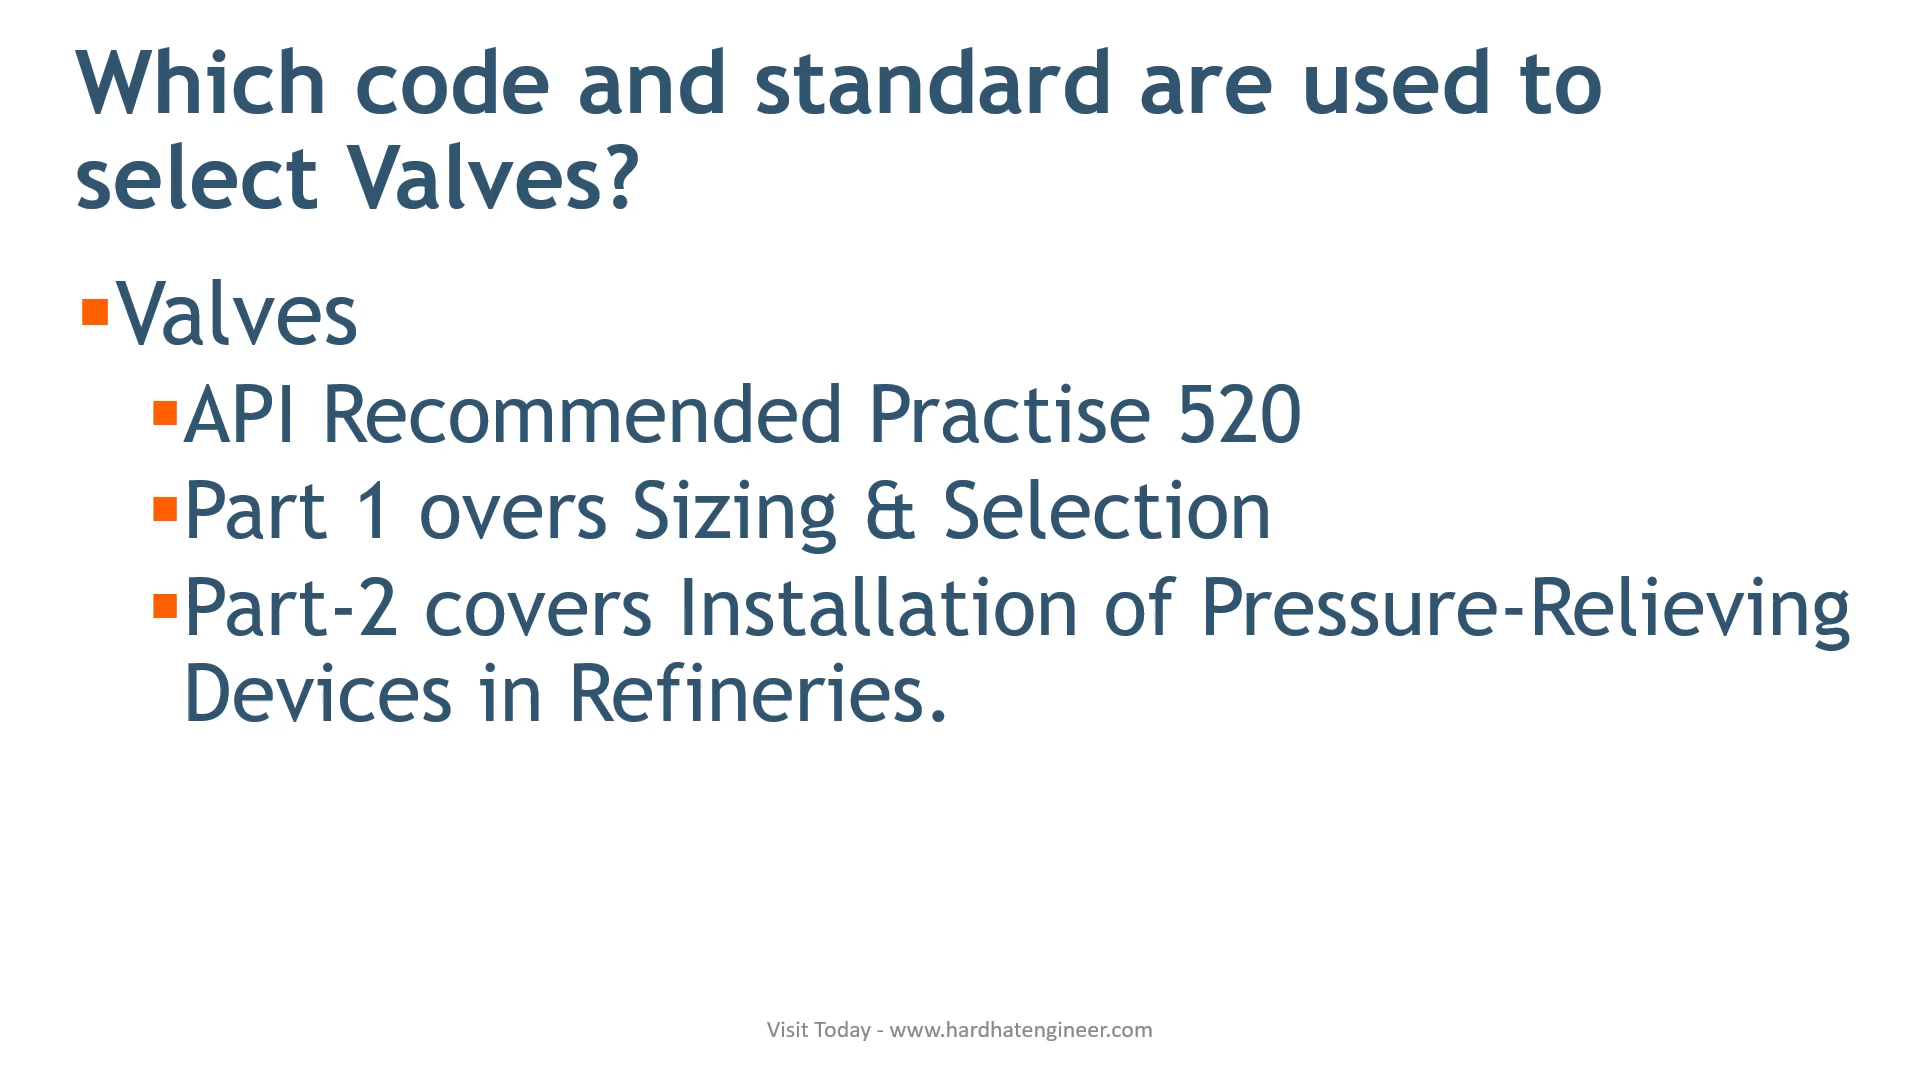 Which code and standard are used to
select Valves?
Valves
API Recommended Practise 520
Part 1 overs Sizing & Selection
Part-2 covers Installation of Pressure-Relieving
Devices in Refineries.
Visit Today - www.hardhatengineer.com